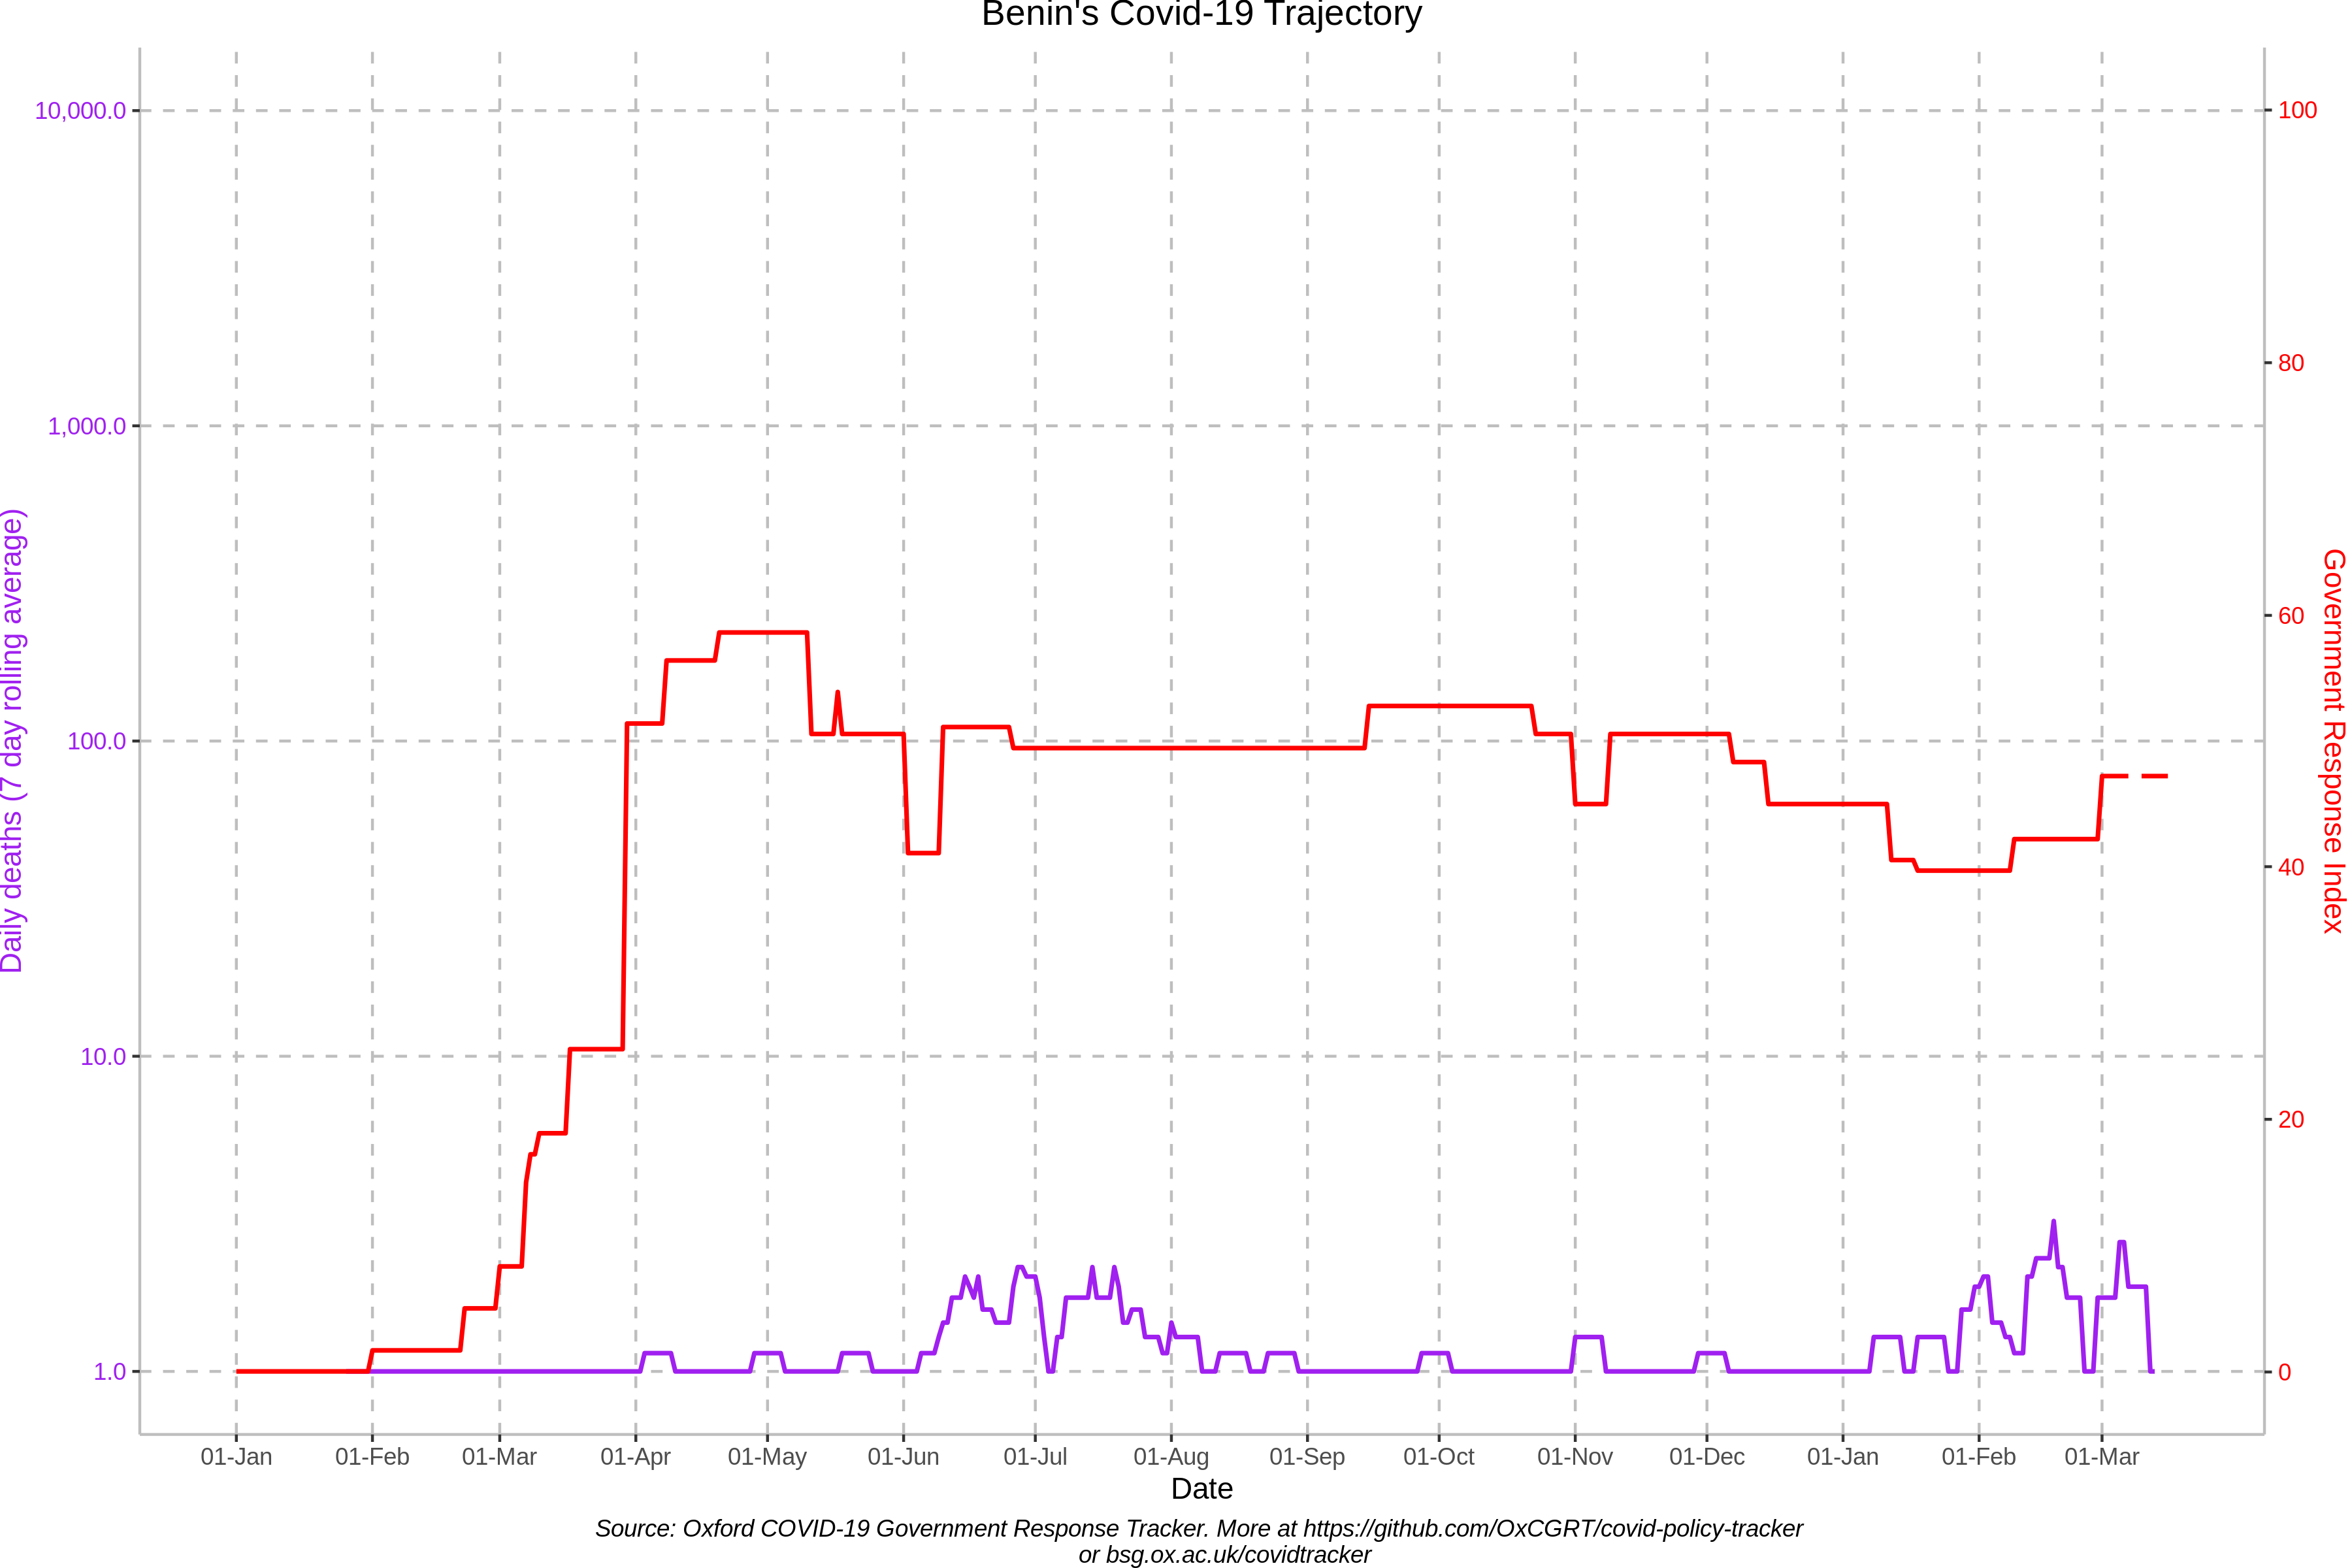 Benin's Covid-19 Trajectory
10,000.0
1,000.0
100.0
10.0
1.0
Daily deaths (7 day rolling average)
100
80
60
40
20
0
Government Response Index
01-Jan 01-Feb 01-Mar 01-Apr 01-May 01-Jun 01-Jul 01-Aug 01-Sep 01-Oct 01-Nov 01-Dec 01-Jan 01-Feb 01-Mar
Date
Source: Oxford COVID-19 Government Response Tracker. More at https://github.com/OxCGRT/covid-policy-tracker
or bsg.ox.ac.uk/covidtracker